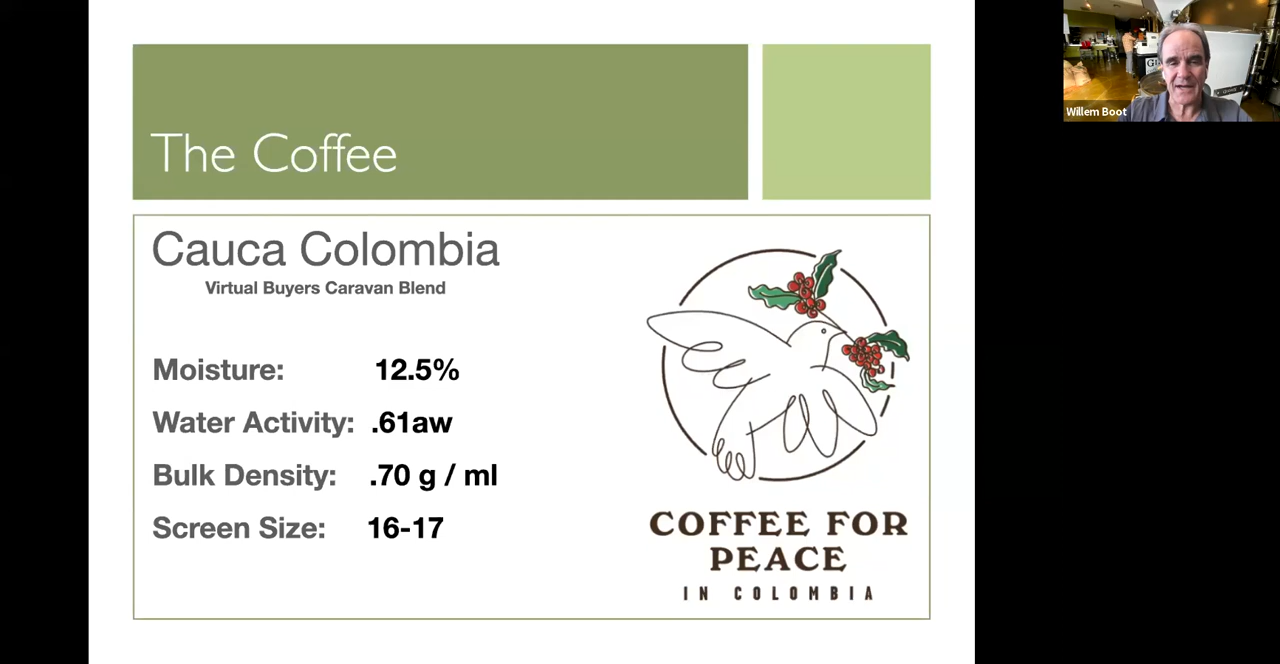 The Coffee
Cauca Colombia
Virtual Buyers Caravan Blend
Moisture: 12.5%
Water Activity: .61aw
Bulk Density: .70 g / ml
Screen Size: 16-17
COFFEE FOR
PEACE
IN COLOMBIA
Willem Boot